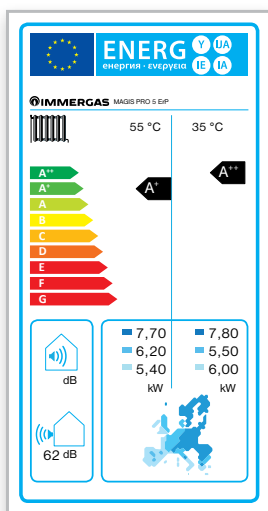 ENERG Y IJA
енергия · ενεργεια IE IA
IMMERGAS MAGIS PRO 5 ErP
55 °C 35 °C
A++
A+
A
B
C
D
E
F
G
A+
A++
7,70 7,80
6,20 5,50
5,40 6,00
kW kW
dB
62 dB